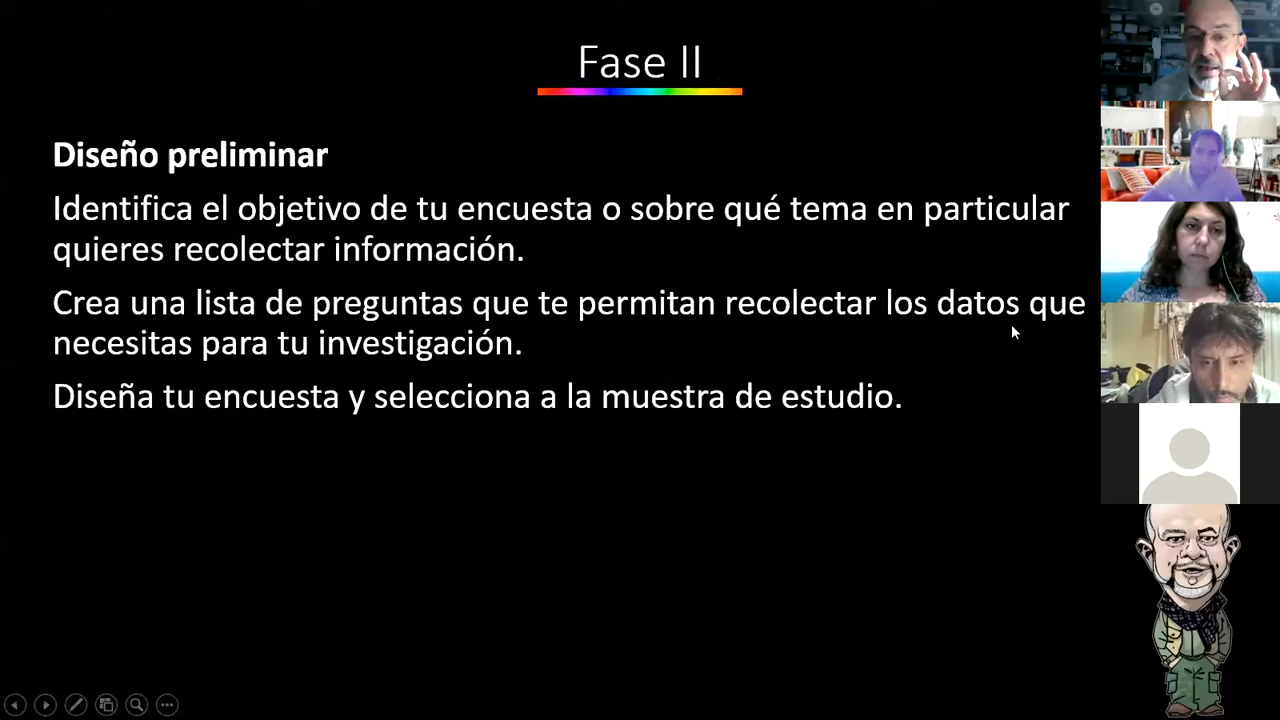 Fase II
Diseño preliminar
Identifica el objetivo de tu encuesta o sobre qué tema en particular
quieres recolectar información.
Crea una lista de preguntas que te permitan recolectar los datos que
necesitas para tu investigación.
Diseña tu encuesta y selecciona a la muestra de estudio.